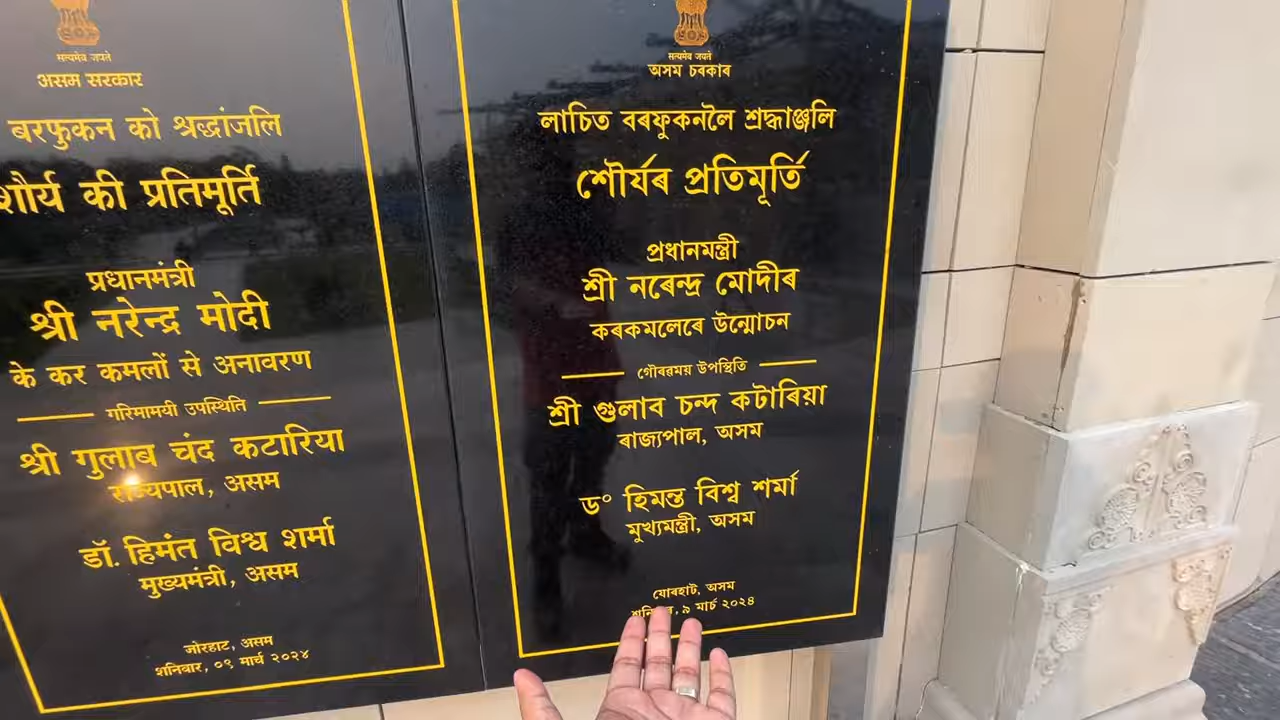 सत्यमेव जयते
असम सरकार
बरफुकन को श्रद्धांजलि
शौर्य की प्रतिमूर्ति
प्रधानमंत्री
श्री नरेन्द्र मोदी
के कर कमलों से अनावरण
गरिमामयी उपस्थिति
श्री गुलाब चंद कटारिया
राज्यपाल, असम
डॉ. हिमंत विश्व शर्मा
मुख्यमंत्री, असम
जोरहाट, असम
शनिवार, ०९ मार्च २०२४
सत्यमेव जयते
অসম চৰকাৰ
লাচিত বৰফুকনলৈ শ্ৰদ্ধাঞ্জলি
শৌৰ্যৰ প্ৰতিমূৰ্তি
প্ৰধানমন্ত্ৰী
শ্ৰী নৰেন্দ্ৰ মোদীৰ
কৰকমলেৰে উন্মোচন
গৌৰৱময় উপস্থিতি
শ্ৰী গুলাব চন্দ কটাৰিয়া
ৰাজ্যপাল, অসম
ড° হিমন্ত বিশ্ব শৰ্মা
মুখ্যমন্ত্ৰী, অসম
যোৰহাট, অসম
৯ মাৰ্চ ২০২৪